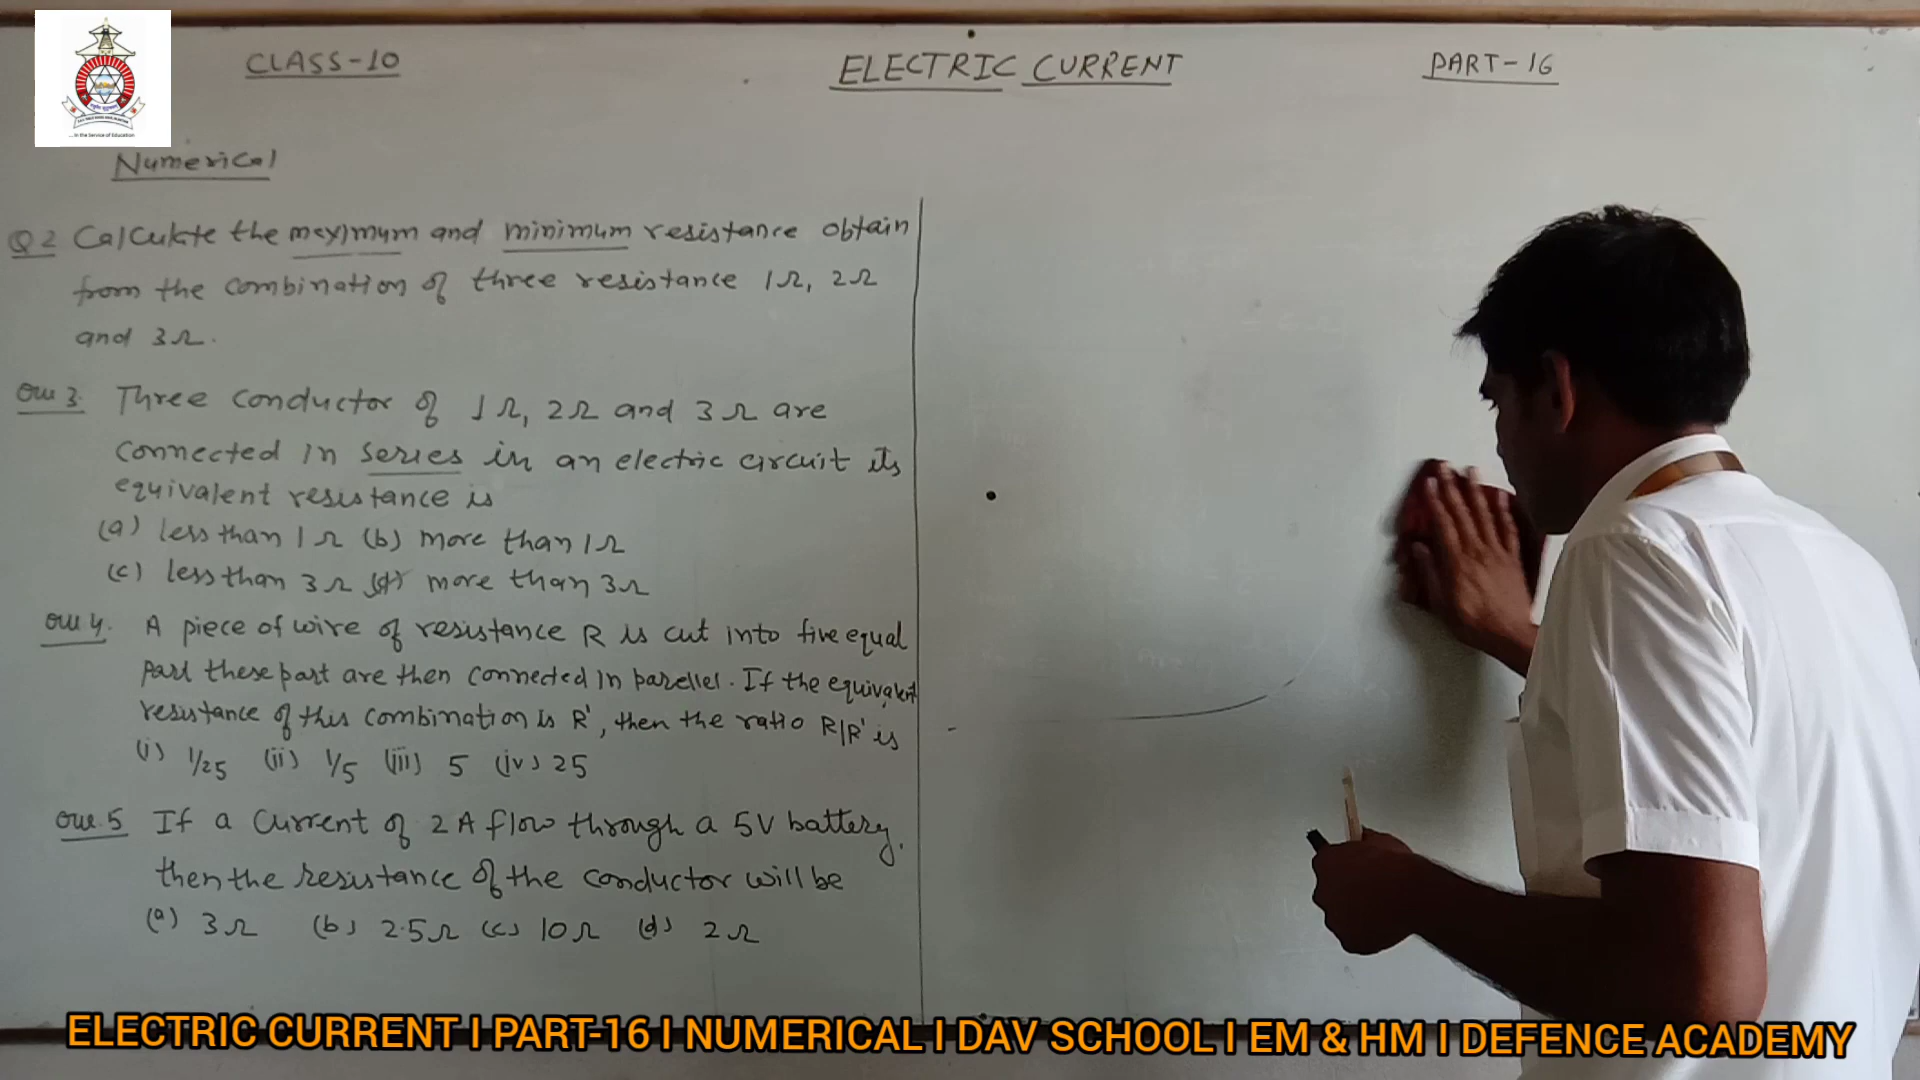 CLASS-10
ELECTRIC CURRENT
PART-16
...in the Service of Education
Numerical
Q2 Calculate the maximum and minimum resistance obtain
from the combination of three resistance 1Ω, 2Ω
and 3Ω.
Que 3. Three conductor of 1Ω, 2Ω and 3Ω are
connected in series in an electric circuit its
equivalent resistance is
(a) less than 1Ω (b) more than 1Ω
(c) less than 3Ω (d) more than 3Ω
Que 4. A piece of wire of resistance R is cut into five equal
part these part are then connected in parellel. If the equivalent
resistance of this combination is R', then the ratio R/R' is
(i) 1/25 (ii) 1/5 (iii) 5 (iv) 25
Que. 5 If a current of 2A flow through a 5V battery,
then the resistance of the conductor will be
(a) 3Ω (b) 2.5Ω (c) 10Ω (d) 2Ω
ELECTRIC CURRENT I PART-16 I NUMERICAL I DAV SCHOOL I EM & HM I DEFENCE ACADEMY